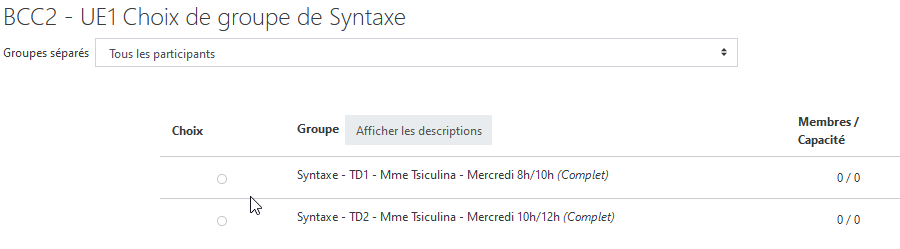 BCC2 - UE1 Choix de groupe de Syntaxe
Groupes séparés Tous les participants
Choix Groupe Afficher les descriptions Membres / Capacité
Syntaxe - TD1 - Mme Tsiculina - Mercredi 8h/10h (Complet) 0 / 0
Syntaxe - TD2 - Mme Tsiculina - Mercredi 10h/12h (Complet) 0 / 0